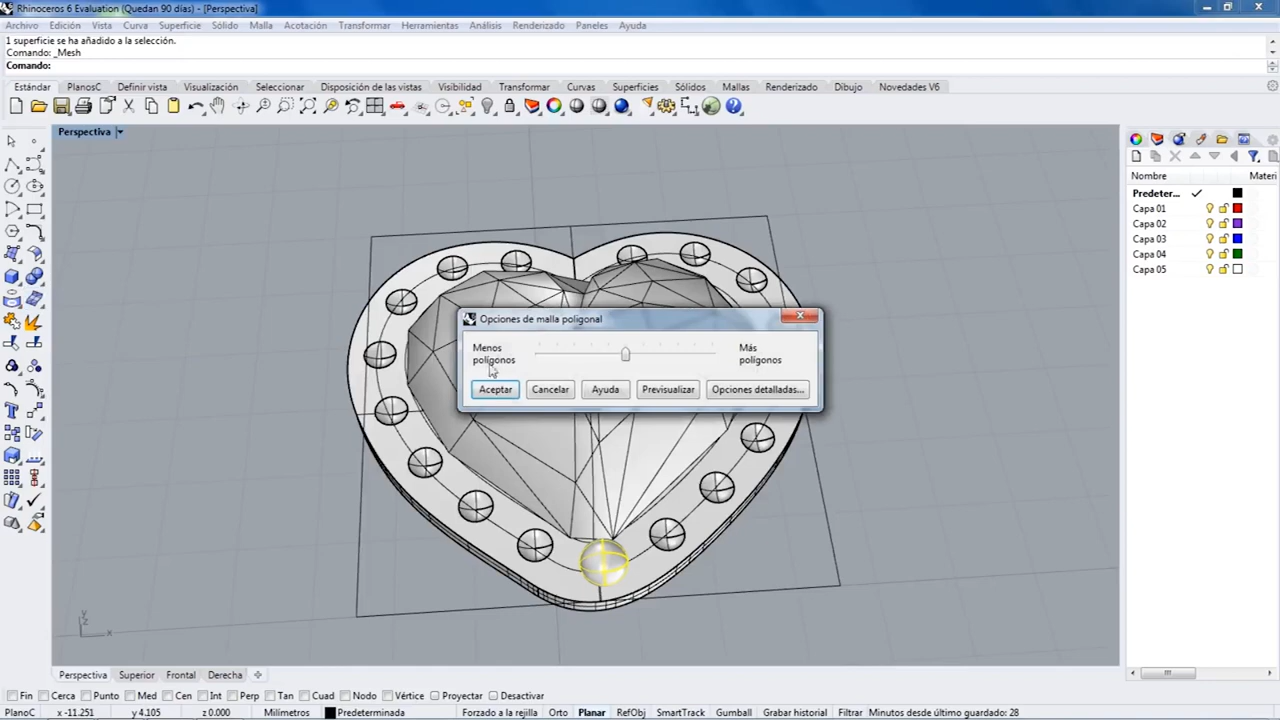 Rhinoceros 6 Evaluation (Quedan 90 días) - [Perspectiva]
Archivo Edición Vista Curva Superficie Sólido Malla Acotación Transformar Herramientas Análisis Renderizado Paneles Ayuda
1 superficie se ha añadido a la selección.
Comando: _Mesh
Comando:
Estándar PlanosC Definir vista Visualización Seleccionar Disposición de las vistas Visibilidad Transformar Curvas Superficies Sólidos Mallas Renderizado Dibujo Novedades V6
Perspectiva
Nombre Materi
Predeter...
Capa 01
Capa 02
Capa 03
Capa 04
Capa 05
Opciones de malla poligonal
Menos polígonos
Más polígonos
Aceptar Cancelar Ayuda Previsualizar Opciones detalladas...
y
z
x
Perspectiva Superior Frontal Derecha
Fin Cerca Punto Med Cen Int Perp Tan Cuad Nodo Vértice Proyectar Desactivar
PlanoC x -11.251 y 4.105 z 0.000 Milímetros Predeterminada Forzado a la rejilla Orto Planar RefObj SmartTrack Gumball Grabar historial Filtrar Minutos desde último guardado: 28